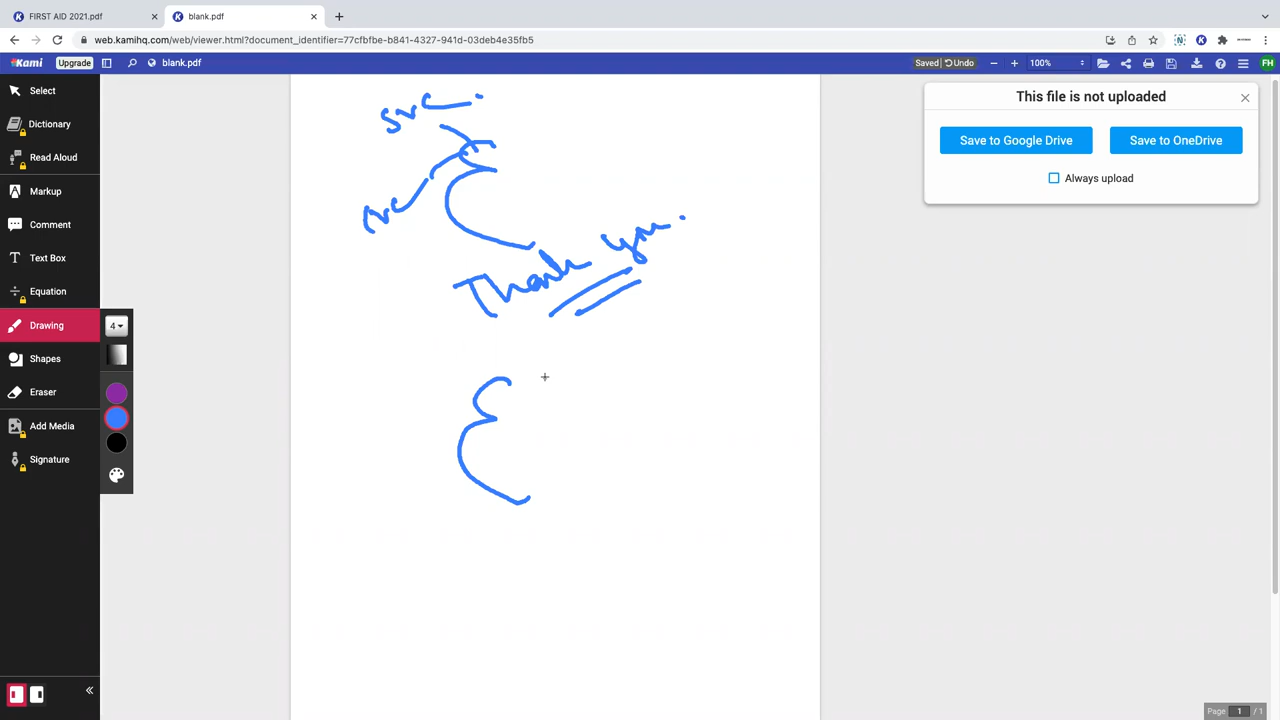 FIRST AID 2021.pdf
blank.pdf
web.kamihq.com/web/viewer.html?document_identifier=77cfbfbe-b841-4327-941d-03deb4e35fb5
Kami
Upgrade
blank.pdf
Saved
Undo
100%
FH
Select
Dictionary
Read Aloud
Markup
Comment
Text Box
Equation
Drawing
4
Shapes
Eraser
Add Media
Signature
This file is not uploaded
Save to Google Drive
Save to OneDrive
Always upload
SVC
Thank you.
Page 1 / 1